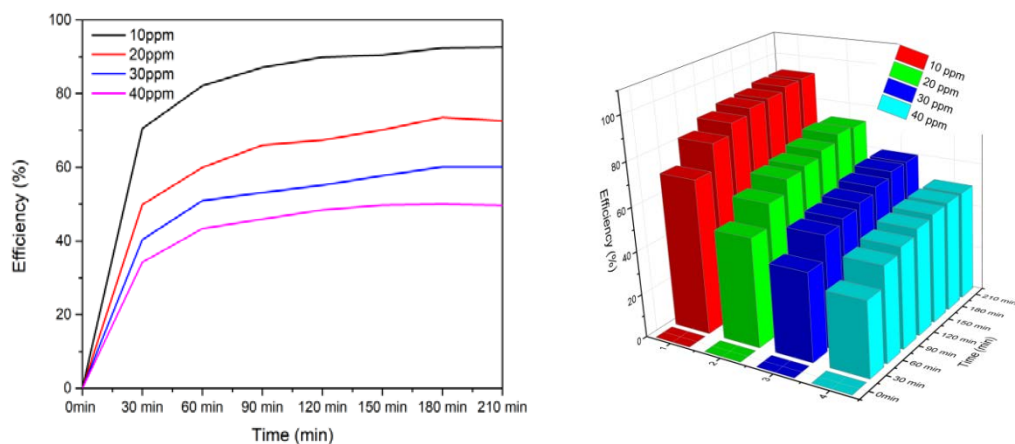 100
80
60
40
20
0
Efficiency (%)
10ppm
20ppm
30ppm
40ppm
0min 30 min 60 min 90 min 120 min 150 min 180 min 210 min
Time (min)
100
80
60
40
20
0
Efficiency (%)
10 ppm
20 ppm
30 ppm
40 ppm
1
2
3
4
210 min
180 min
150 min
120 min
90 min
60 min
30 min
0min
Time (min)